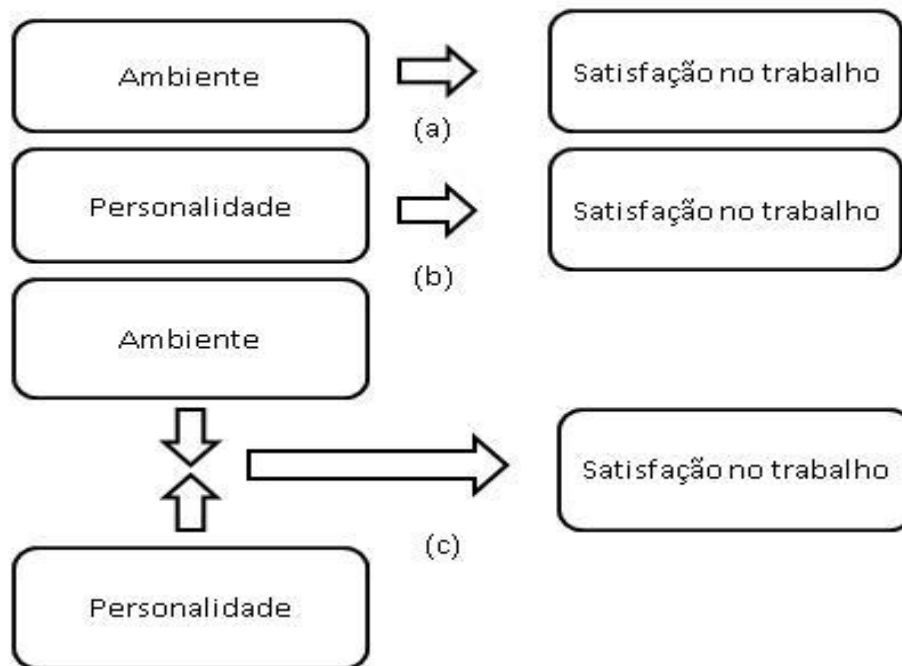 Ambiente
Satisfação no trabalho
(a)
Personalidade
Satisfação no trabalho
(b)
Ambiente
Satisfação no trabalho
(c)
Personalidade